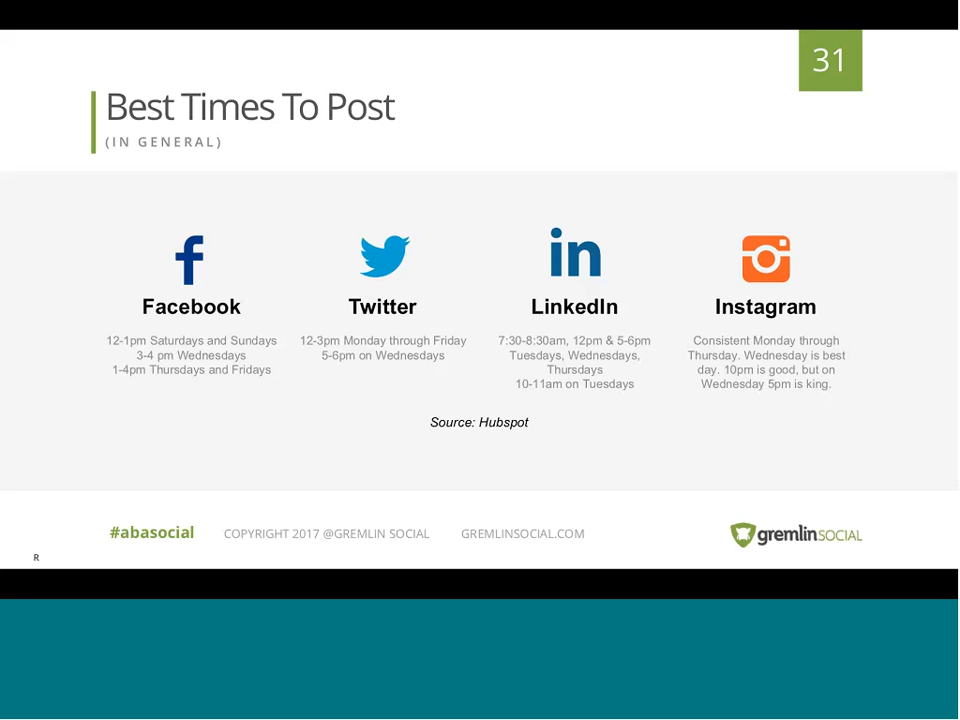 31
Best Times To Post
(IN GENERAL)
Facebook
12-1pm Saturdays and Sundays
3-4 pm Wednesdays
1-4pm Thursdays and Fridays
Twitter
12-3pm Monday through Friday
5-6pm on Wednesdays
LinkedIn
7:30-8:30am, 12pm & 5-6pm
Tuesdays, Wednesdays,
Thursdays
10-11am on Tuesdays
Instagram
Consistent Monday through
Thursday. Wednesday is best
day. 10pm is good, but on
Wednesday 5pm is king.
Source: Hubspot
#abasocial COPYRIGHT 2017 @GREMLIN SOCIAL GREMLINSOCIAL.COM
gremlinSOCIAL
R